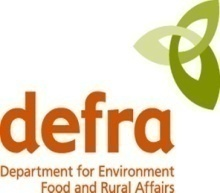 defra
Department for Environment
Food and Rural Affairs